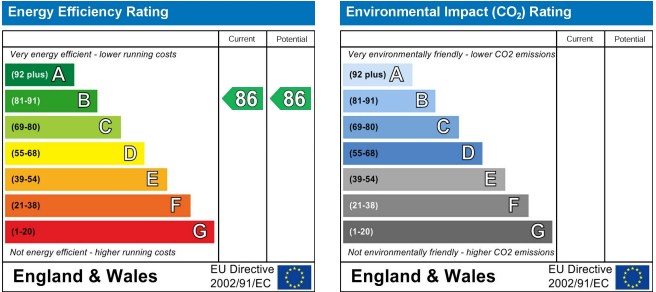 Energy Efficiency Rating
Current Potential
Very energy efficient - lower running costs
(92 plus) A
(81-91) B 86 86
(69-80) C
(55-68) D
(39-54) E
(21-38) F
(1-20) G
Not energy efficient - higher running costs
England & Wales
EU Directive
2002/91/EC
Environmental Impact (CO₂) Rating
Current Potential
Very environmentally friendly - lower CO2 emissions
(92 plus) A
(81-91) B
(69-80) C
(55-68) D
(39-54) E
(21-38) F
(1-20) G
Not environmentally friendly - higher CO2 emissions
England & Wales
EU Directive
2002/91/EC